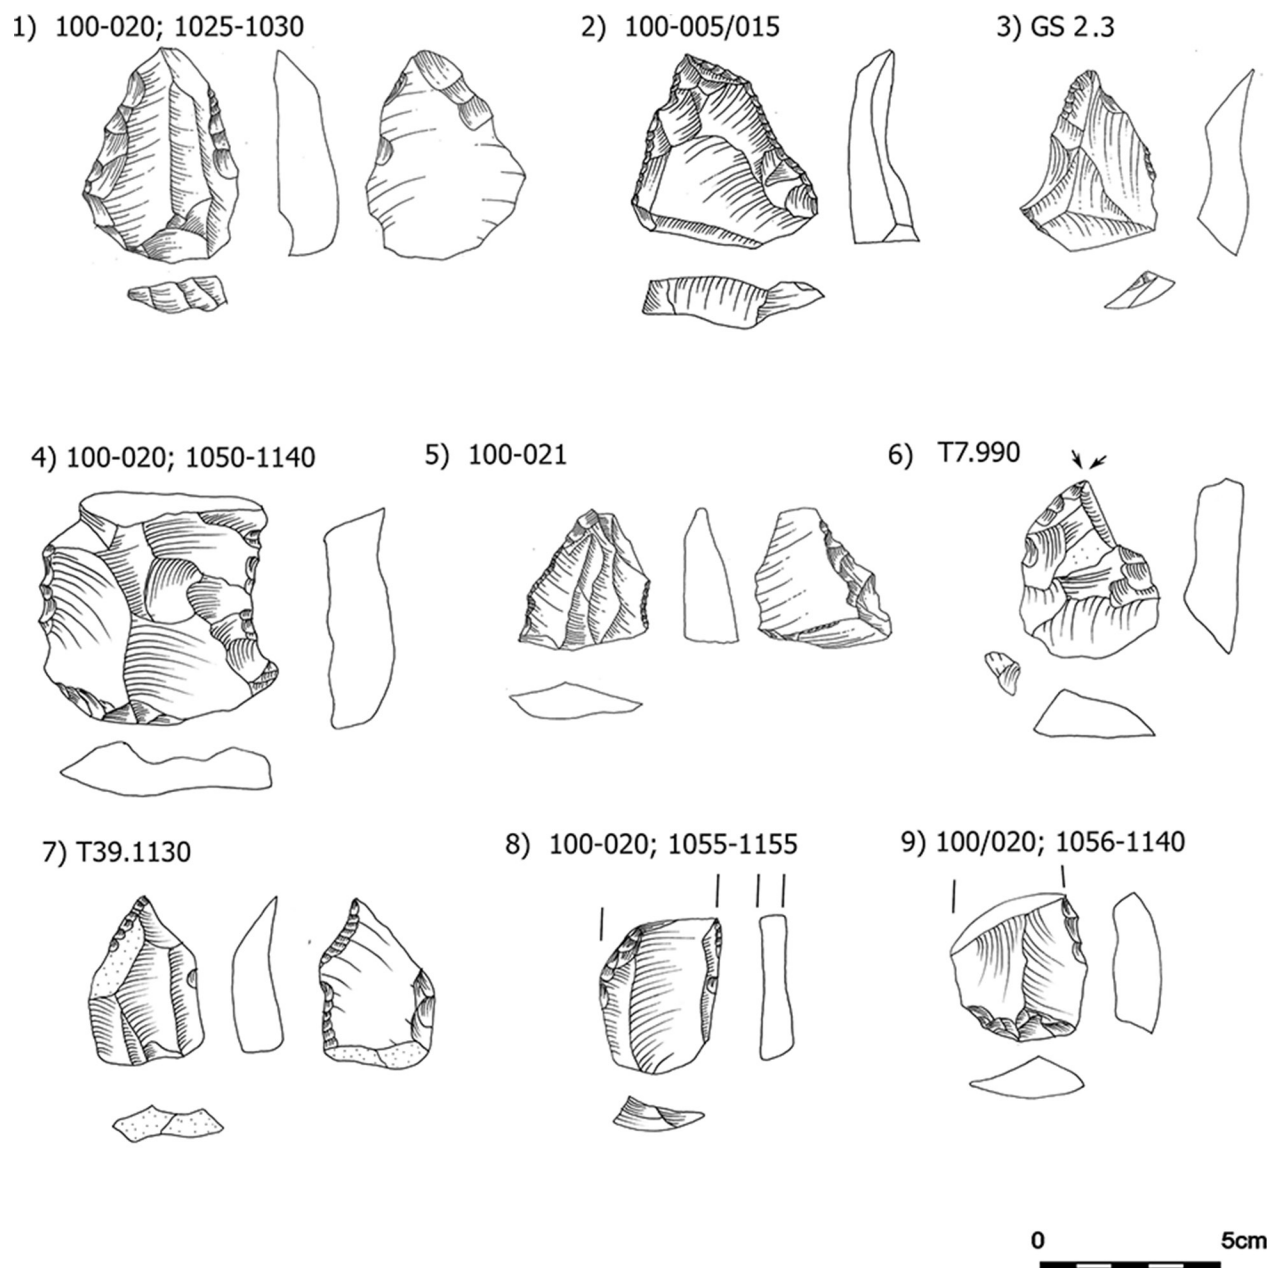 1) 100-020; 1025-1030
2) 100-005/015
3) GS 2.3
4) 100-020; 1050-1140
5) 100-021
6) T7.990
7) T39.1130
8) 100-020; 1055-1155
9) 100/020; 1056-1140
0 5cm